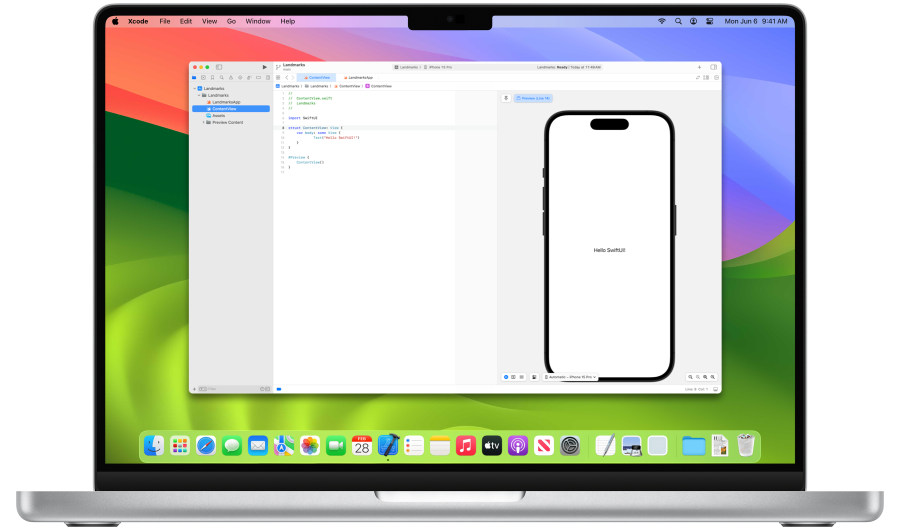 Xcode File Edit View Go Window Help Mon Jun 6 9:41 AM
Landmarks
main
Landmarks iPhone 15 Pro
Landmarks: Ready | Today at 11:49 AM
ContentView LandmarksApp
Landmarks Landmarks ContentView ContentView
Landmarks
Landmarks
LandmarksApp
ContentView
Assets
Preview Content
//
// ContentView.swift
// Landmarks
//
import SwiftUI
struct ContentView: View {
var body: some View {
Text("Hello SwiftUI!")
}
}
#Preview {
ContentView()
}
Preview (Line 15)
Hello SwiftUI!
Automatic – iPhone 15 Pro
Filter
Line: 8 Col: 1
FEB
28
tv